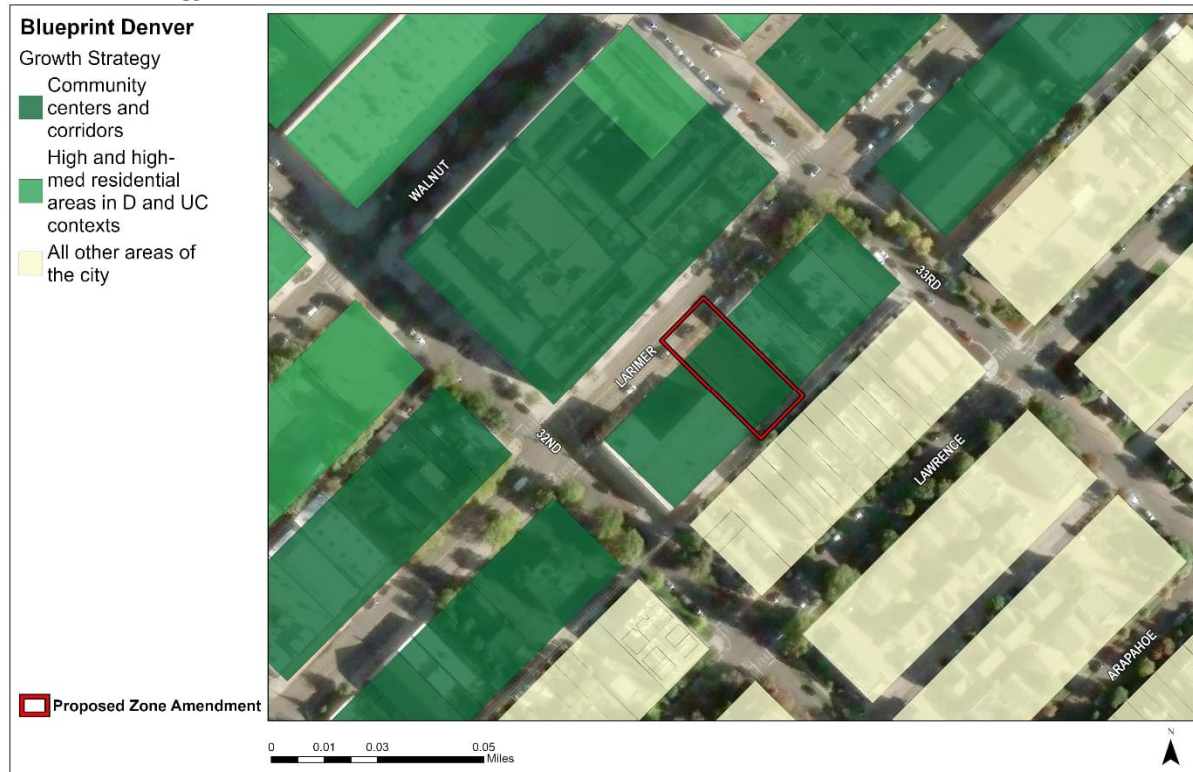 Blueprint Denver
Growth Strategy
Community
centers and
corridors
High and high-
med residential
areas in D and UC
contexts
All other areas of
the city
WALNUT
LARIMER
33RD
32ND
LAWRENCE
ARAPAHOE
Proposed Zone Amendment
0 0.01 0.03 0.05
Miles
N